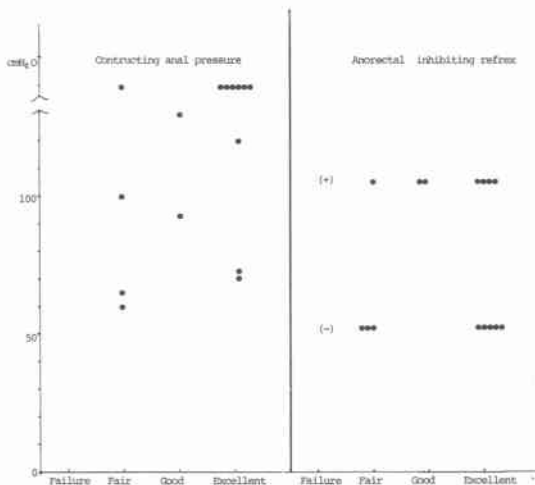 cmH₂O
Contructing anal pressure
Anorectal inhibiting refrex
100
(+)
50
(-)
0
Failure Fair Good Excellent
Failure Fair Good Excellent